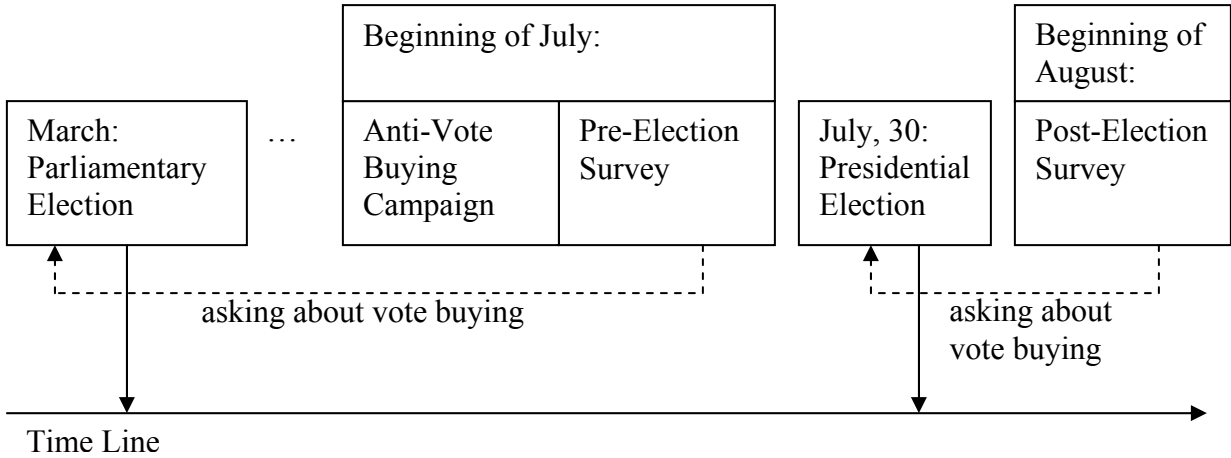 March:
Parliamentary
Election
…
Beginning of July:
Anti-Vote
Buying
Campaign
Pre-Election
Survey
July, 30:
Presidential
Election
Beginning of
August:
Post-Election
Survey
asking about vote buying
asking about
vote buying
Time Line